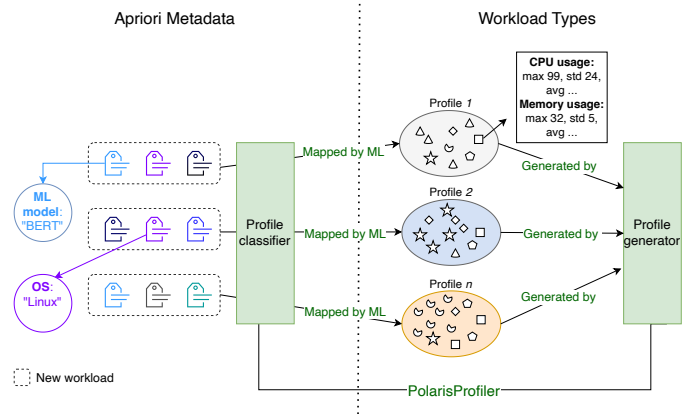 Apriori Metadata
Workload Types
CPU usage:
max 99, std 24,
avg ...
Memory usage:
max 32, std 5,
avg ...
Profile 1
Mapped by ML
Generated by
ML
model:
"BERT"
Profile
classifier
Profile 2
Mapped by ML
Generated by
Profile
generator
OS:
"Linux"
Profile n
Mapped by ML
Generated by
New workload
PolarisProfiler